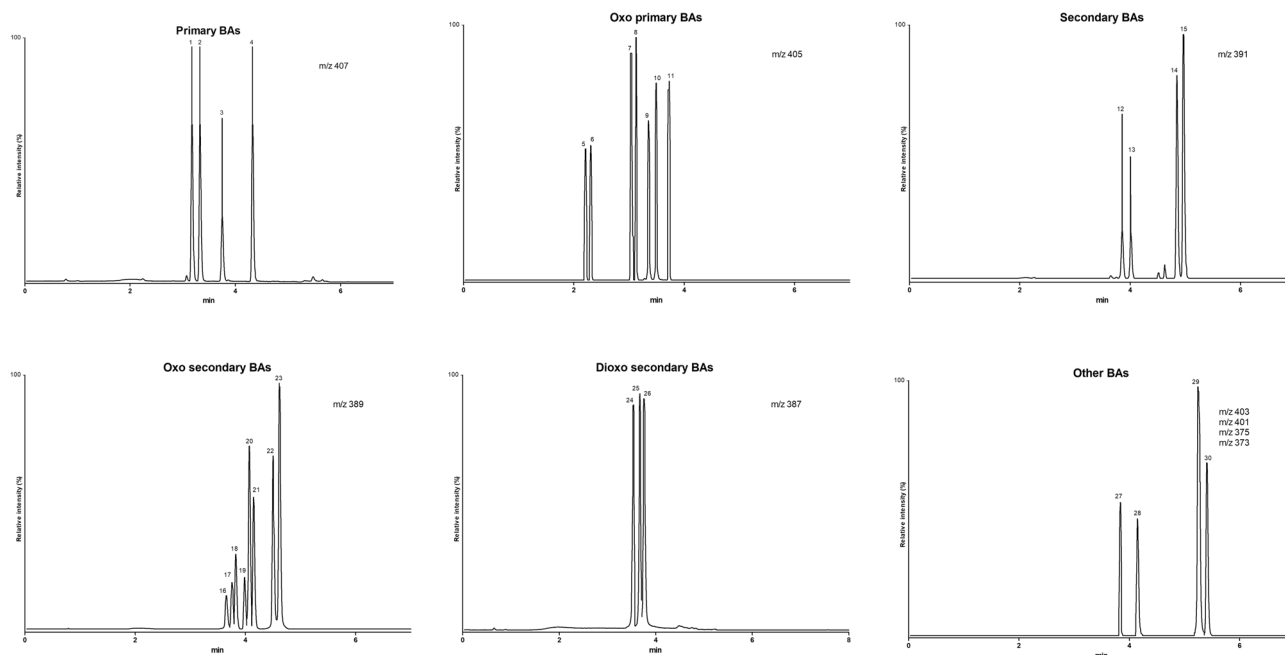 Primary BAs
100
1 2 4
3
m/z 407
Relative intensity (%)
0 2 4 6
min
Oxo primary BAs
100
7 8
9 10 11
5 6
m/z 405
Relative intensity (%)
0 2 4 6
min
Secondary BAs
100
15
14
12
13
m/z 391
Relative intensity (%)
0 2 4 6
min
Oxo secondary BAs
100
23
20 22
21
18
17
16 19
m/z 389
Relative intensity (%)
0 2 4 6
min
Dioxo secondary BAs
100
24 25 26
m/z 387
Relative intensity (%)
0 2 4 6 8
min
Other BAs
100
29
30
27
28
m/z 403
m/z 401
m/z 375
m/z 373
Relative intensity (%)
0 2 4 6
min